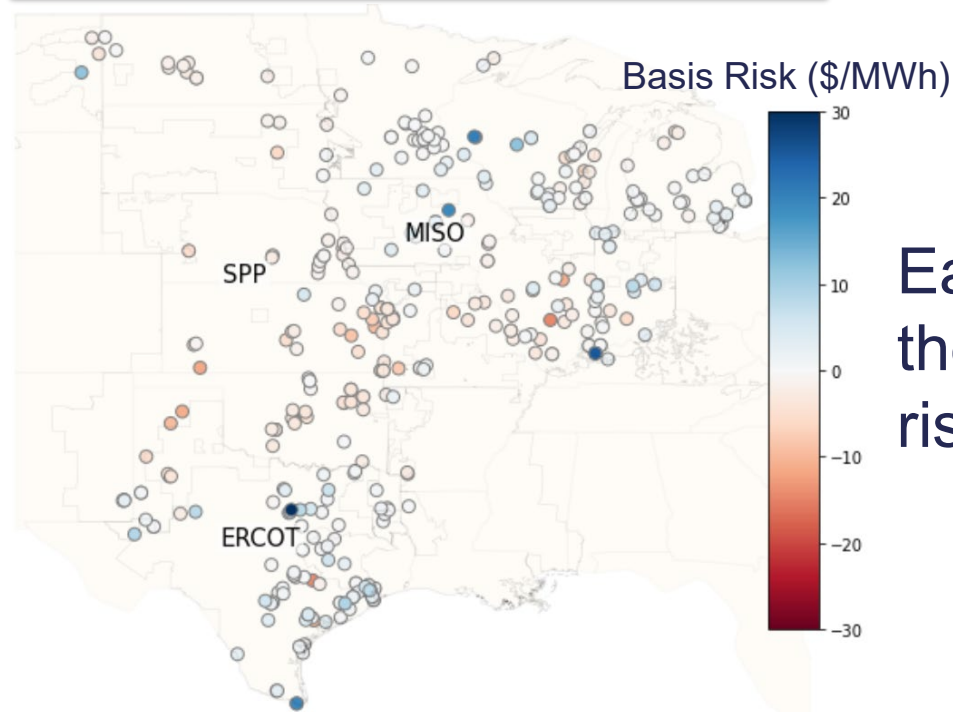 Basis Risk ($/MWh)
30
20
10
0
−10
−20
−30
MISO
SPP
ERCOT
Ea
the
ris